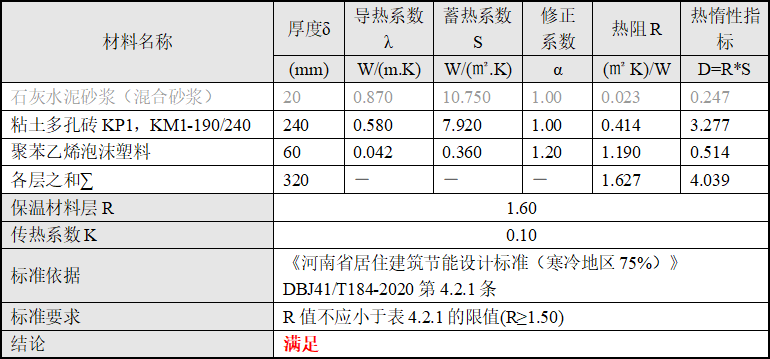 材料名称 厚度δ 导热系数λ 蓄热系数S 修正系数 热阻R 热惰性指标
(mm) W/(m.K) W/(㎡.K) α (㎡K)/W D=R*S
石灰水泥砂浆（混合砂浆） 20 0.870 10.750 1.00 0.023 0.247
粘土多孔砖 KP1，KM1-190/240 240 0.580 7.920 1.00 0.414 3.277
聚苯乙烯泡沫塑料 60 0.042 0.360 1.20 1.190 0.514
各层之和∑ 320 － － － 1.627 4.039
保温材料层 R 1.60
传热系数 K 0.10
标准依据 《河南省居住建筑节能设计标准（寒冷地区 75%）》
DBJ41/T184-2020 第 4.2.1 条
标准要求 R 值不应小于表 4.2.1 的限值(R≥1.50)
结论 满足